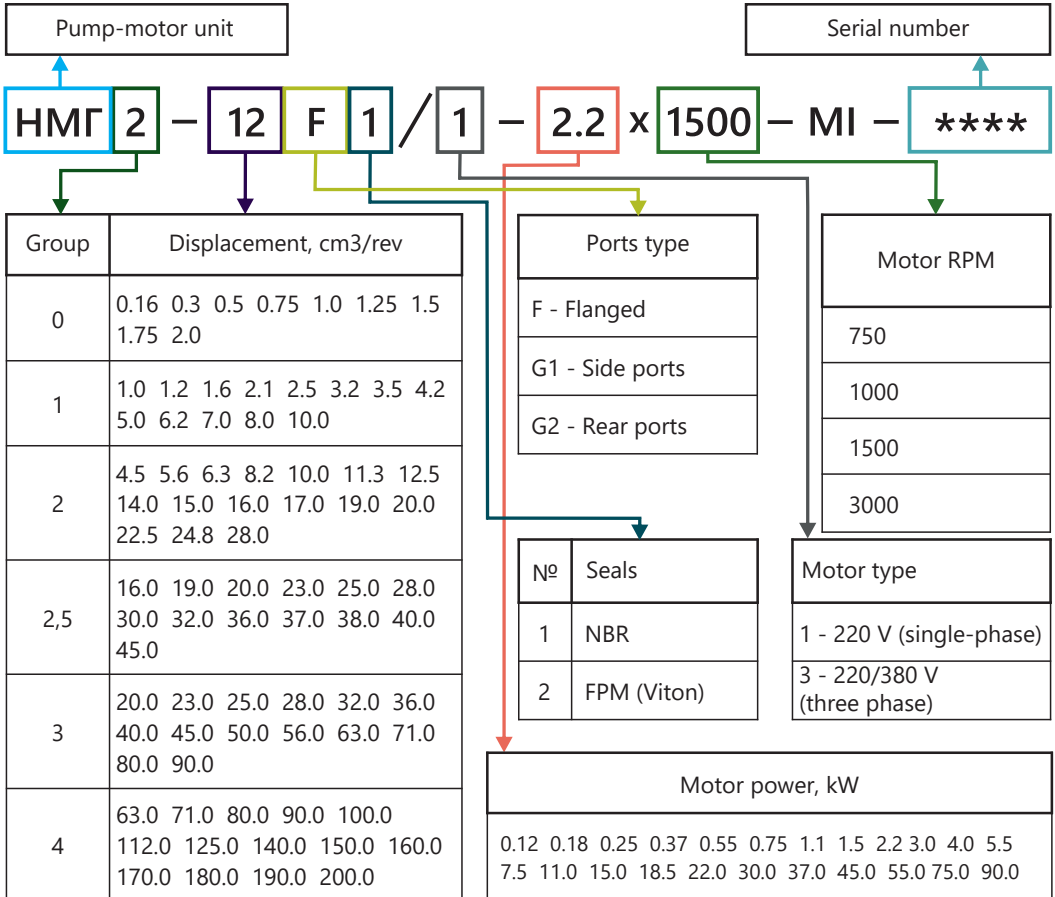 Pump-motor unit
Serial number
НМГ 2 – 12 F 1 / 1 – 2.2 x 1500 – MI – ****
Group
Displacement, cm3/rev
0
0.16 0.3 0.5 0.75 1.0 1.25 1.5
1.75 2.0
1
1.0 1.2 1.6 2.1 2.5 3.2 3.5 4.2
5.0 6.2 7.0 8.0 10.0
2
4.5 5.6 6.3 8.2 10.0 11.3 12.5
14.0 15.0 16.0 17.0 19.0 20.0
22.5 24.8 28.0
2,5
16.0 19.0 20.0 23.0 25.0 28.0
30.0 32.0 36.0 37.0 38.0 40.0
45.0
3
20.0 23.0 25.0 28.0 32.0 36.0
40.0 45.0 50.0 56.0 63.0 71.0
80.0 90.0
4
63.0 71.0 80.0 90.0 100.0
112.0 125.0 140.0 150.0 160.0
170.0 180.0 190.0 200.0
Ports type
F - Flanged
G1 - Side ports
G2 - Rear ports
Motor RPM
750
1000
1500
3000
№ Seals
1 NBR
2 FPM (Viton)
Motor type
1 - 220 V (single-phase)
3 - 220/380 V
(three phase)
Motor power, kW
0.12 0.18 0.25 0.37 0.55 0.75 1.1 1.5 2.2 3.0 4.0 5.5
7.5 11.0 15.0 18.5 22.0 30.0 37.0 45.0 55.0 75.0 90.0